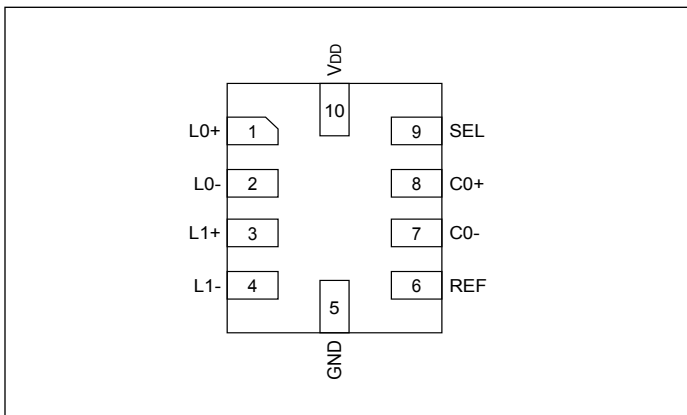 VDD
10
L0+ 1 9 SEL
L0- 2 8 C0+
L1+ 3 7 C0-
L1- 4 6 REF
5
GND